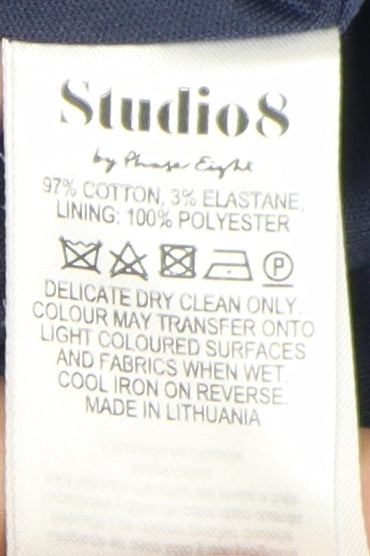 Studio8
by Phase Eight
97% COTTON, 3% ELASTANE,
LINING: 100% POLYESTER
P
DELICATE DRY CLEAN ONLY.
COLOUR MAY TRANSFER ONTO
LIGHT COLOURED SURFACES
AND FABRICS WHEN WET.
COOL IRON ON REVERSE.
MADE IN LITHUANIA